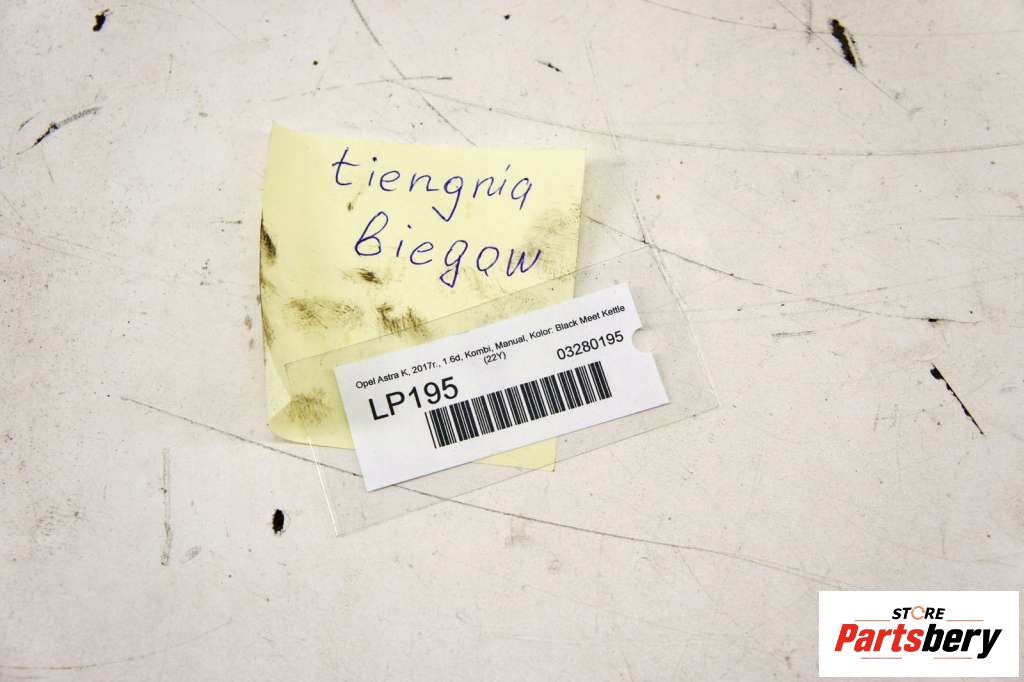 tiengnia
biegow
Opel Astra K, 2017r., 1.6d, Kombi, Manual, Kolor: Black Meet Kettle
(22Y)
LP195
03280195
STORE
Partsbery